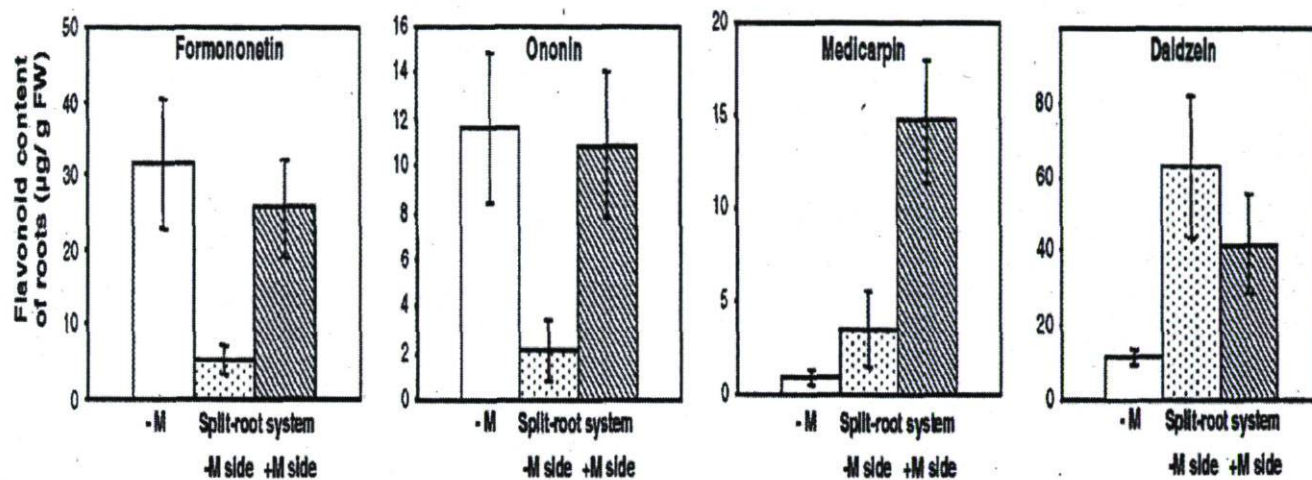 Flavonoid content
of roots (µg/ g FW)
50
40
30
20
10
0
Formononetin
- M Split-root system
-M side +M side
16
14
12
10
8
6
4
2
0
Ononin
- M Split-root system
-M side +M side
20
15
10
5
0
Medicarpin
- M Split-root system
-M side +M side
80
60
40
20
0
Daidzein
- M Split-root system
-M side +M side